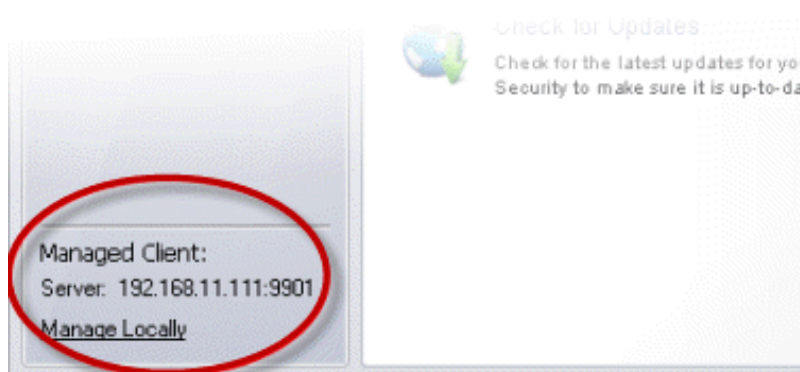 Check for Updates
Check for the latest updates for yo
Security to make sure it is up-to-da
Managed Client:
Server: 192.168.11.111:9901
Manage Locally